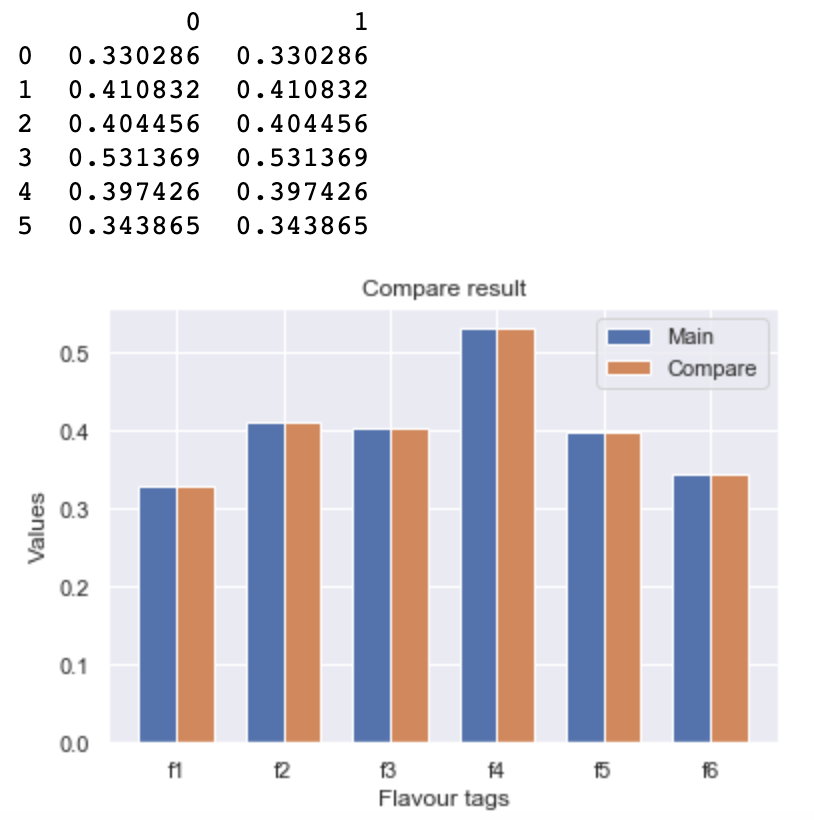 0 1
0 0.330286 0.330286
1 0.410832 0.410832
2 0.404456 0.404456
3 0.531369 0.531369
4 0.397426 0.397426
5 0.343865 0.343865
Compare result
Main
Compare
0.5
0.4
0.3
0.2
0.1
0.0
Values
f1 f2 f3 f4 f5 f6
Flavour tags